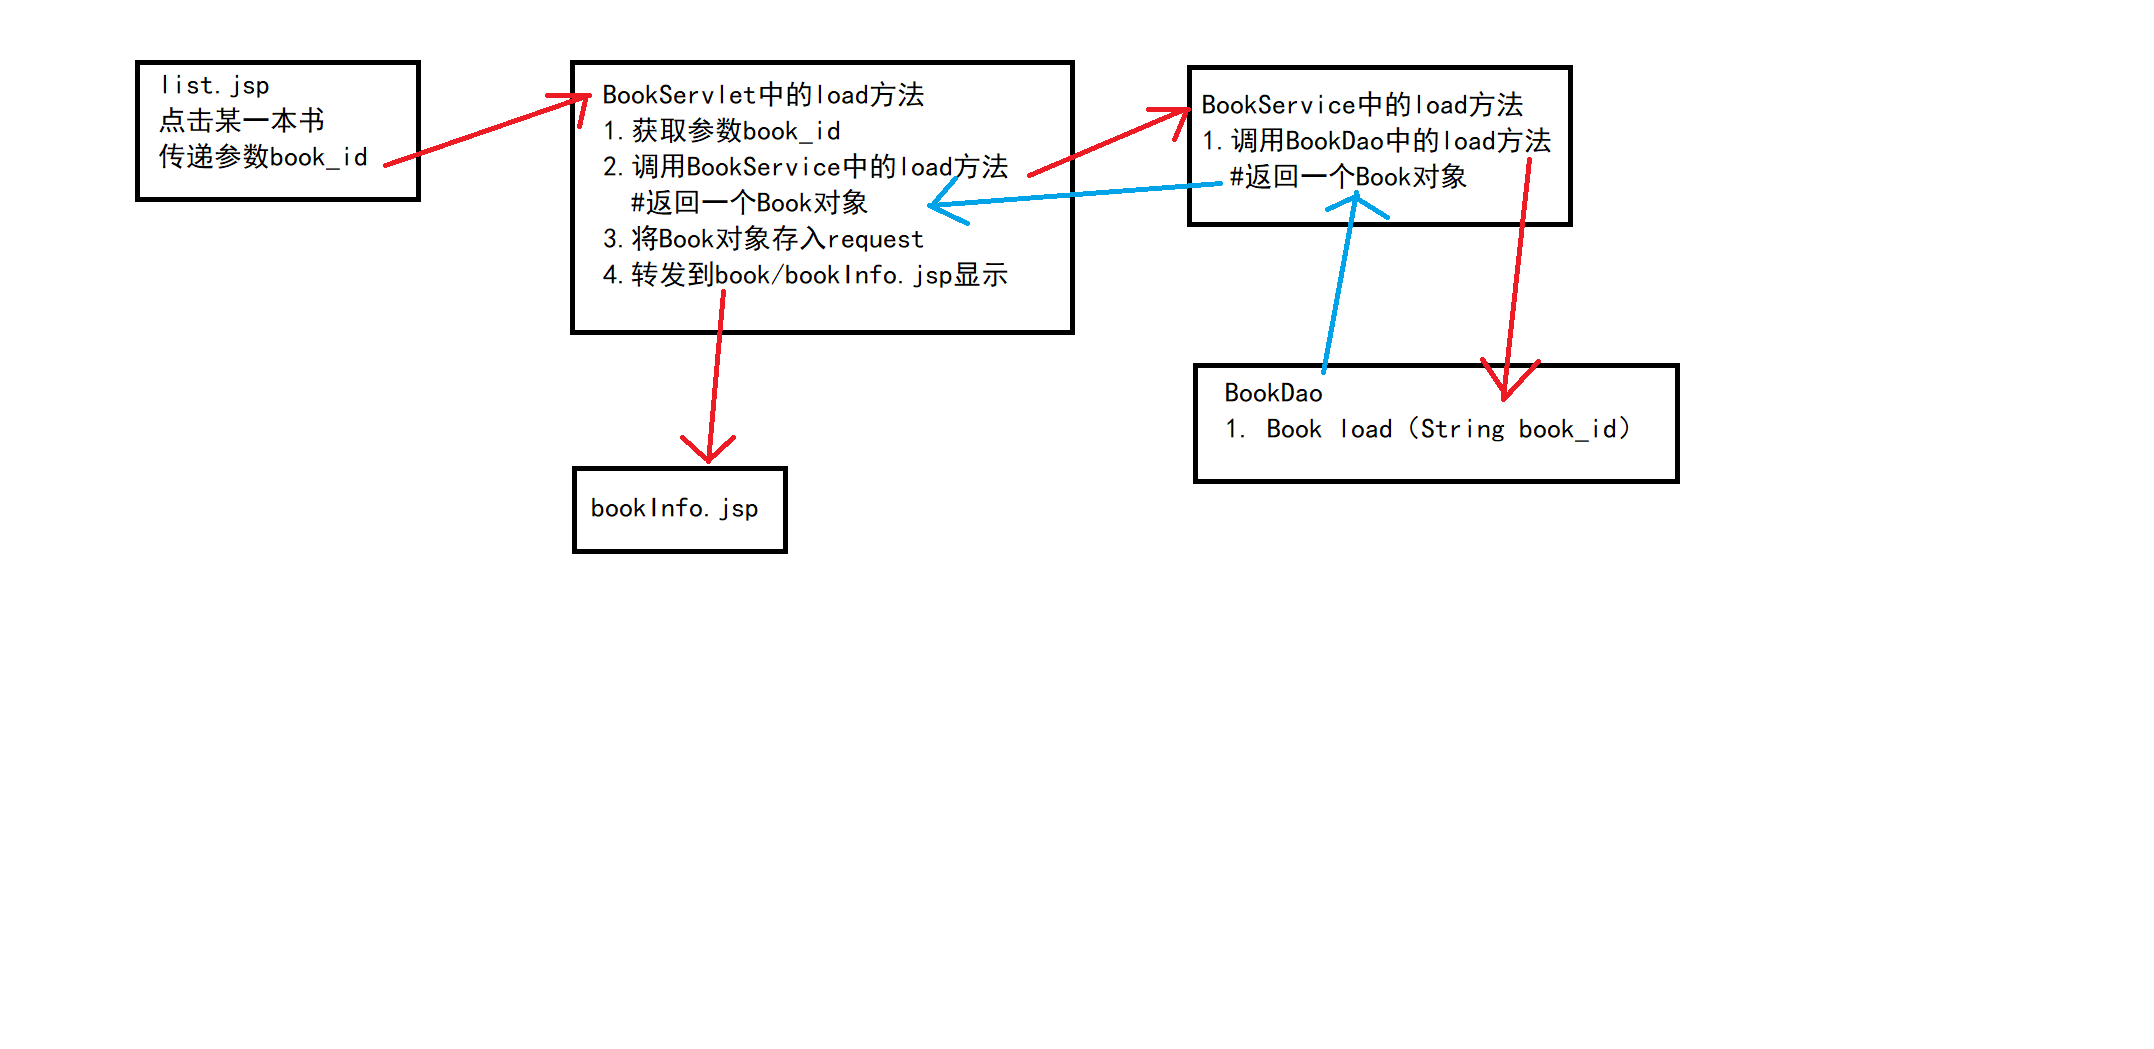 list.jsp
点击某一本书
传递参数book_id
BookServlet中的load方法
1.获取参数book_id
2.调用BookService中的load方法
#返回一个Book对象
3.将Book对象存入request
4.转发到book/bookInfo.jsp显示
BookService中的load方法
1.调用BookDao中的load方法
#返回一个Book对象
BookDao
1. Book load（String book_id）
bookInfo.jsp